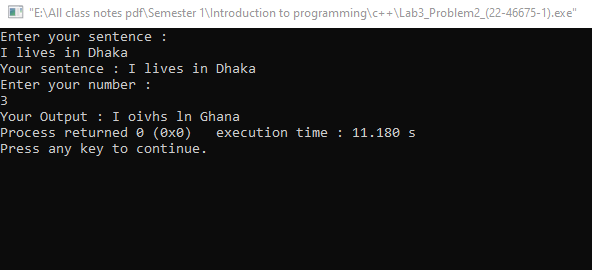 "E:\All class notes pdf\Semester 1\Introduction to programming\c++\Lab3_Problem2_(22-46675-1).exe"
Enter your sentence :
I lives in Dhaka
Your sentence : I lives in Dhaka
Enter your number :
3
Your Output : I oivhs ln Ghana
Process returned 0 (0x0)   execution time : 11.180 s
Press any key to continue.